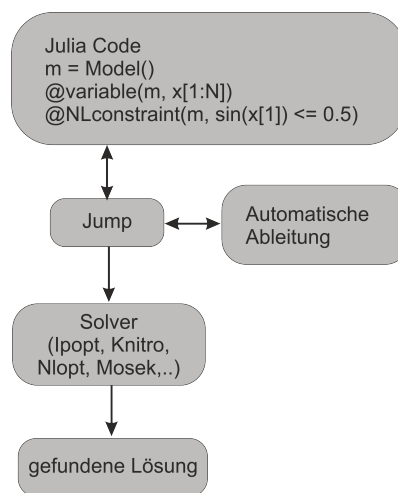 Julia Code
m = Model()
@variable(m, x[1:N])
@NLconstraint(m, sin(x[1]) <= 0.5)
Jump
Automatische
Ableitung
Solver
(Ipopt, Knitro,
Nlopt, Mosek,..)
gefundene Lösung